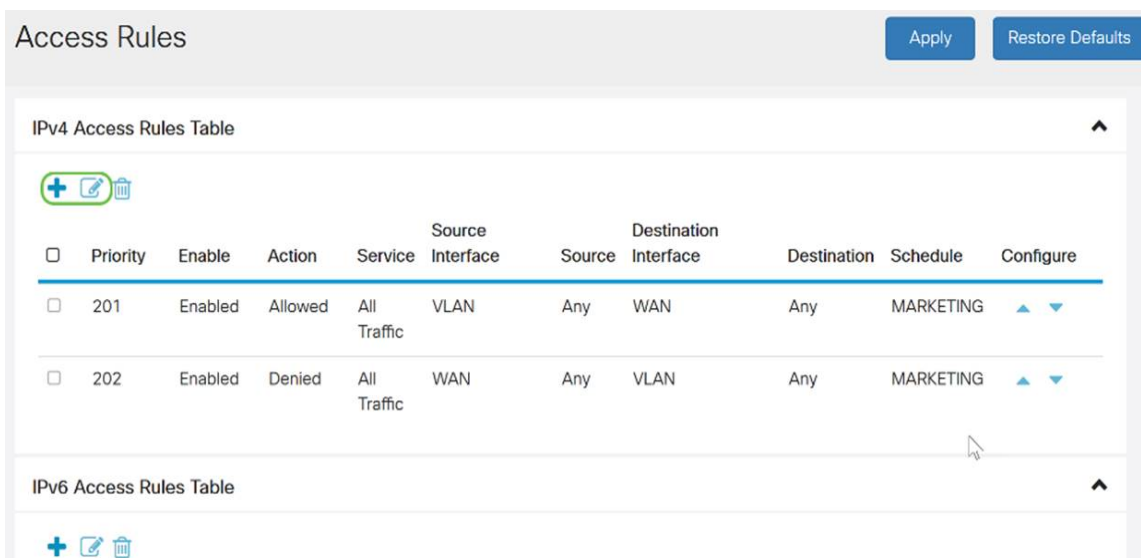 Access Rules
Apply
Restore Defaults
IPv4 Access Rules Table
Source Destination
Priority Enable Action Service Interface Source Interface Destination Schedule Configure
201 Enabled Allowed All VLAN Any WAN Any MARKETING
Traffic
202 Enabled Denied All WAN Any VLAN Any MARKETING
Traffic
IPv6 Access Rules Table